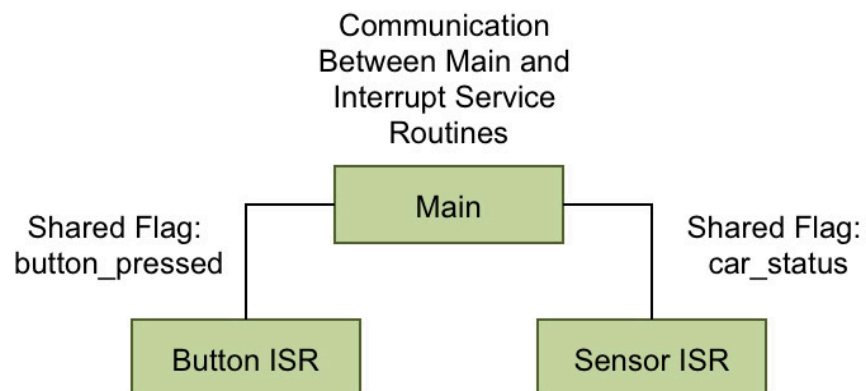 Communication
Between Main and
Interrupt Service
Routines
Main
Shared Flag:
button_pressed
Shared Flag:
car_status
Button ISR
Sensor ISR